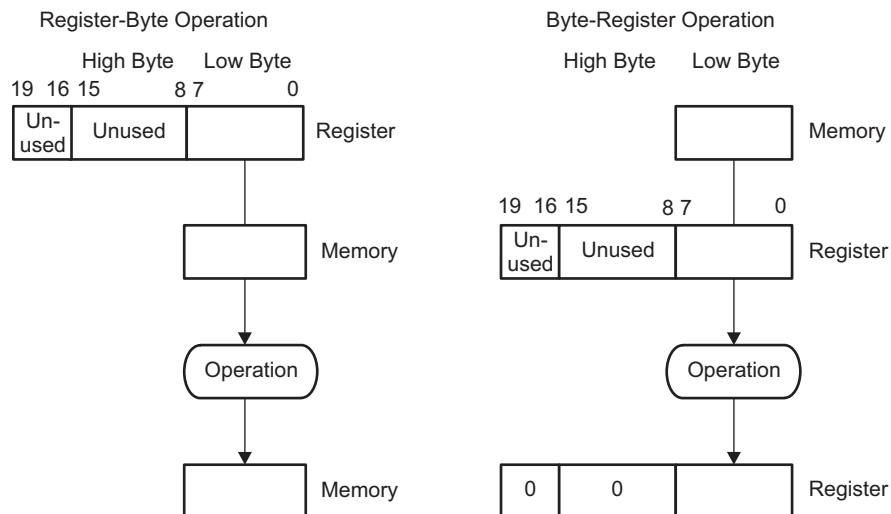 Register-Byte Operation
High Byte Low Byte
19 16 15 8 7 0
Un-
used
Unused
Register
Memory
Operation
Memory
Byte-Register Operation
High Byte Low Byte
Memory
19 16 15 8 7 0
Un-
used
Unused
Register
Operation
0 0
Register